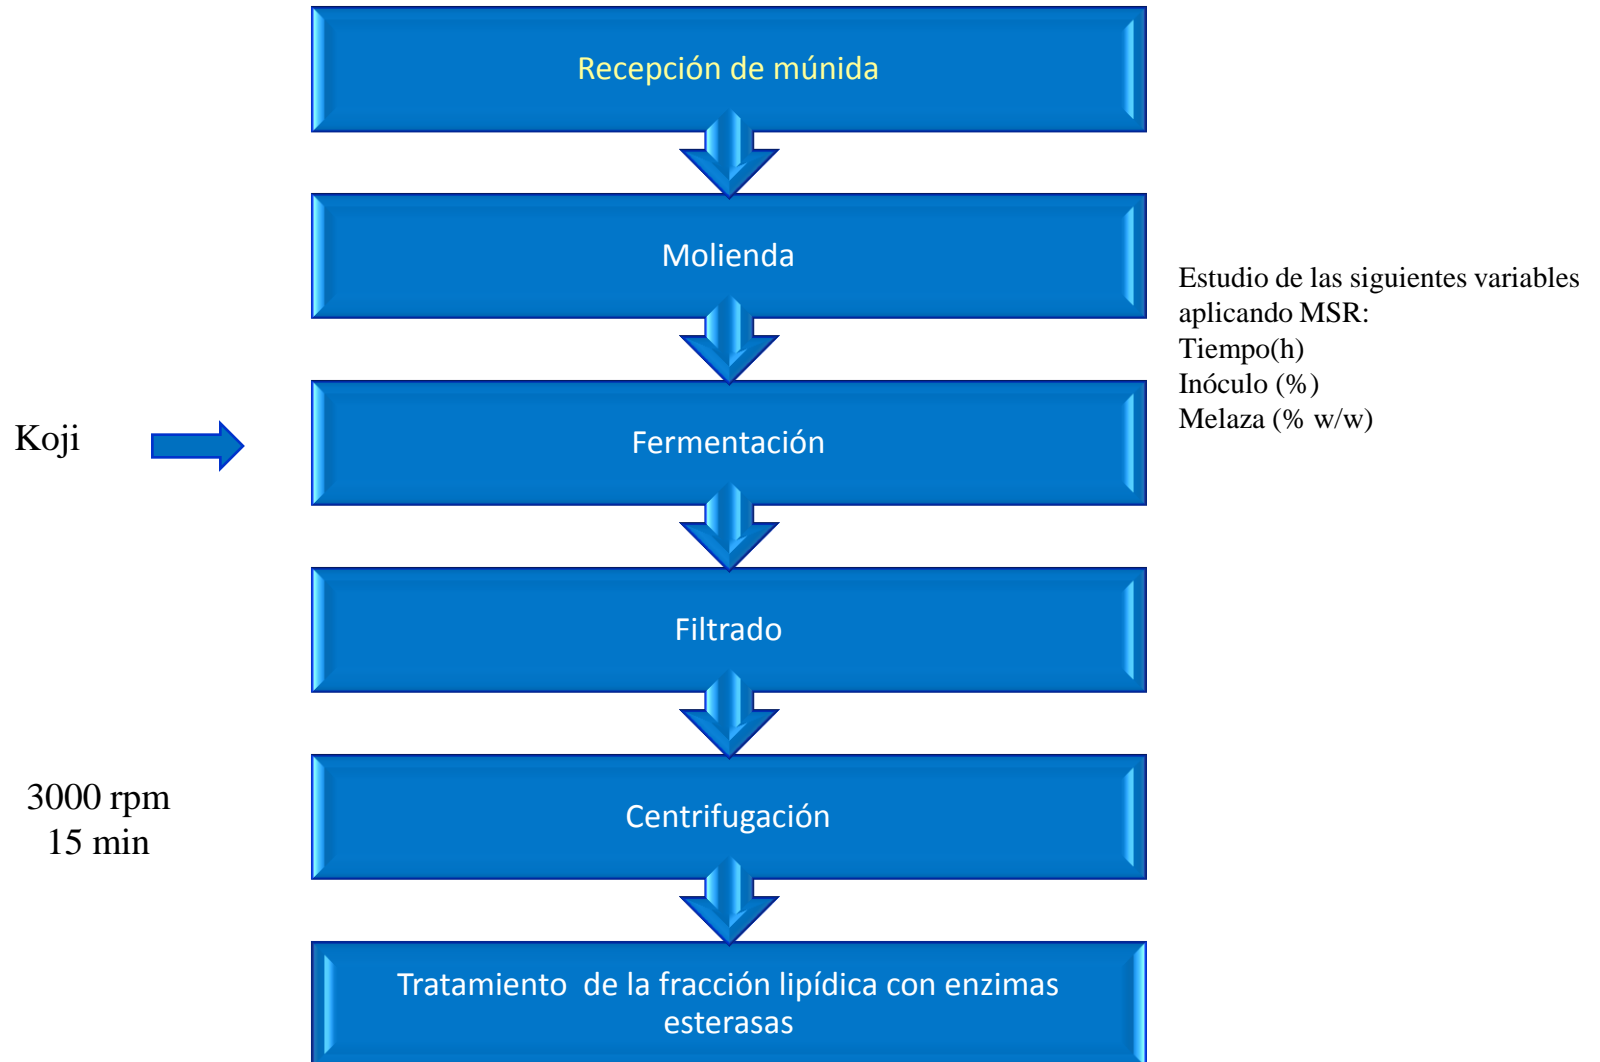 Recepción de múnida
Molienda
Estudio de las siguientes variables
aplicando MSR:
Tiempo(h)
Inóculo (%)
Melaza (% w/w)
Koji
Fermentación
Filtrado
3000 rpm
15 min
Centrifugación
Tratamiento  de la fracción lipídica con enzimas
esterasas